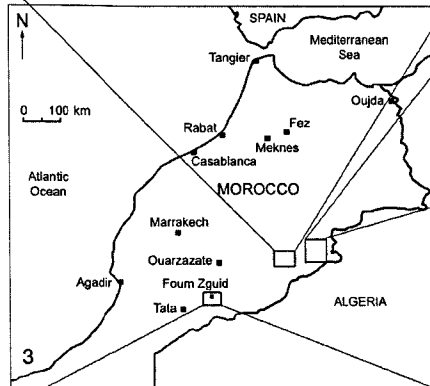 N
SPAIN
Mediterranean
Sea
Tangier
Oujda
0 100 km
Rabat
Fez
Meknes
Casablanca
Atlantic
Ocean
MOROCCO
Marrakech
Ouarzazate
Agadir
Foum Zguid
Tata
ALGERIA
3